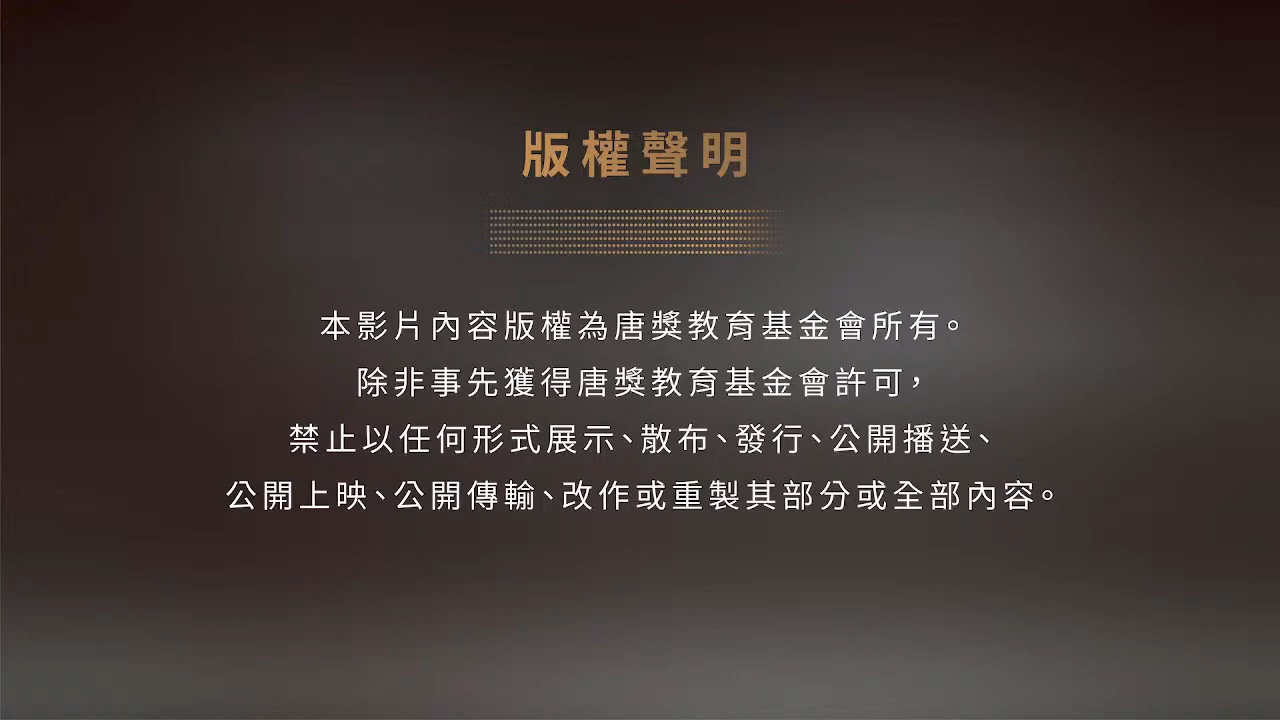 版權聲明
本影片內容版權為唐獎教育基金會所有。
除非事先獲得唐獎教育基金會許可，
禁止以任何形式展示、散布、發行、公開播送、
公開上映、公開傳輸、改作或重製其部分或全部內容。